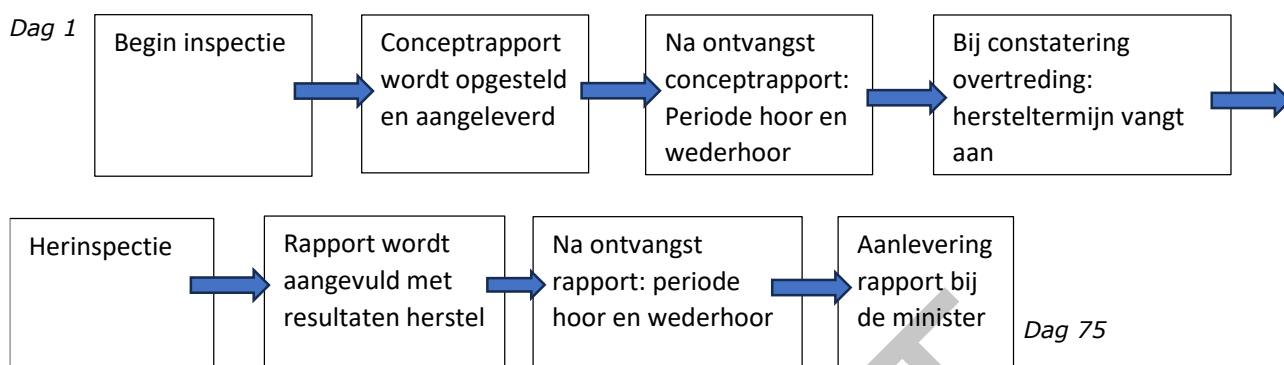 Dag 1
Begin inspectie
Conceptrapport
wordt opgesteld
en aangeleverd
Na ontvangst
conceptrapport:
Periode hoor en
wederhoor
Bij constatering
overtreding:
hersteltermijn vangt
aan
Herinspectie
Rapport wordt
aangevuld met
resultaten herstel
Na ontvangst
rapport: periode
hoor en wederhoor
Aanlevering
rapport bij
de minister
Dag 75